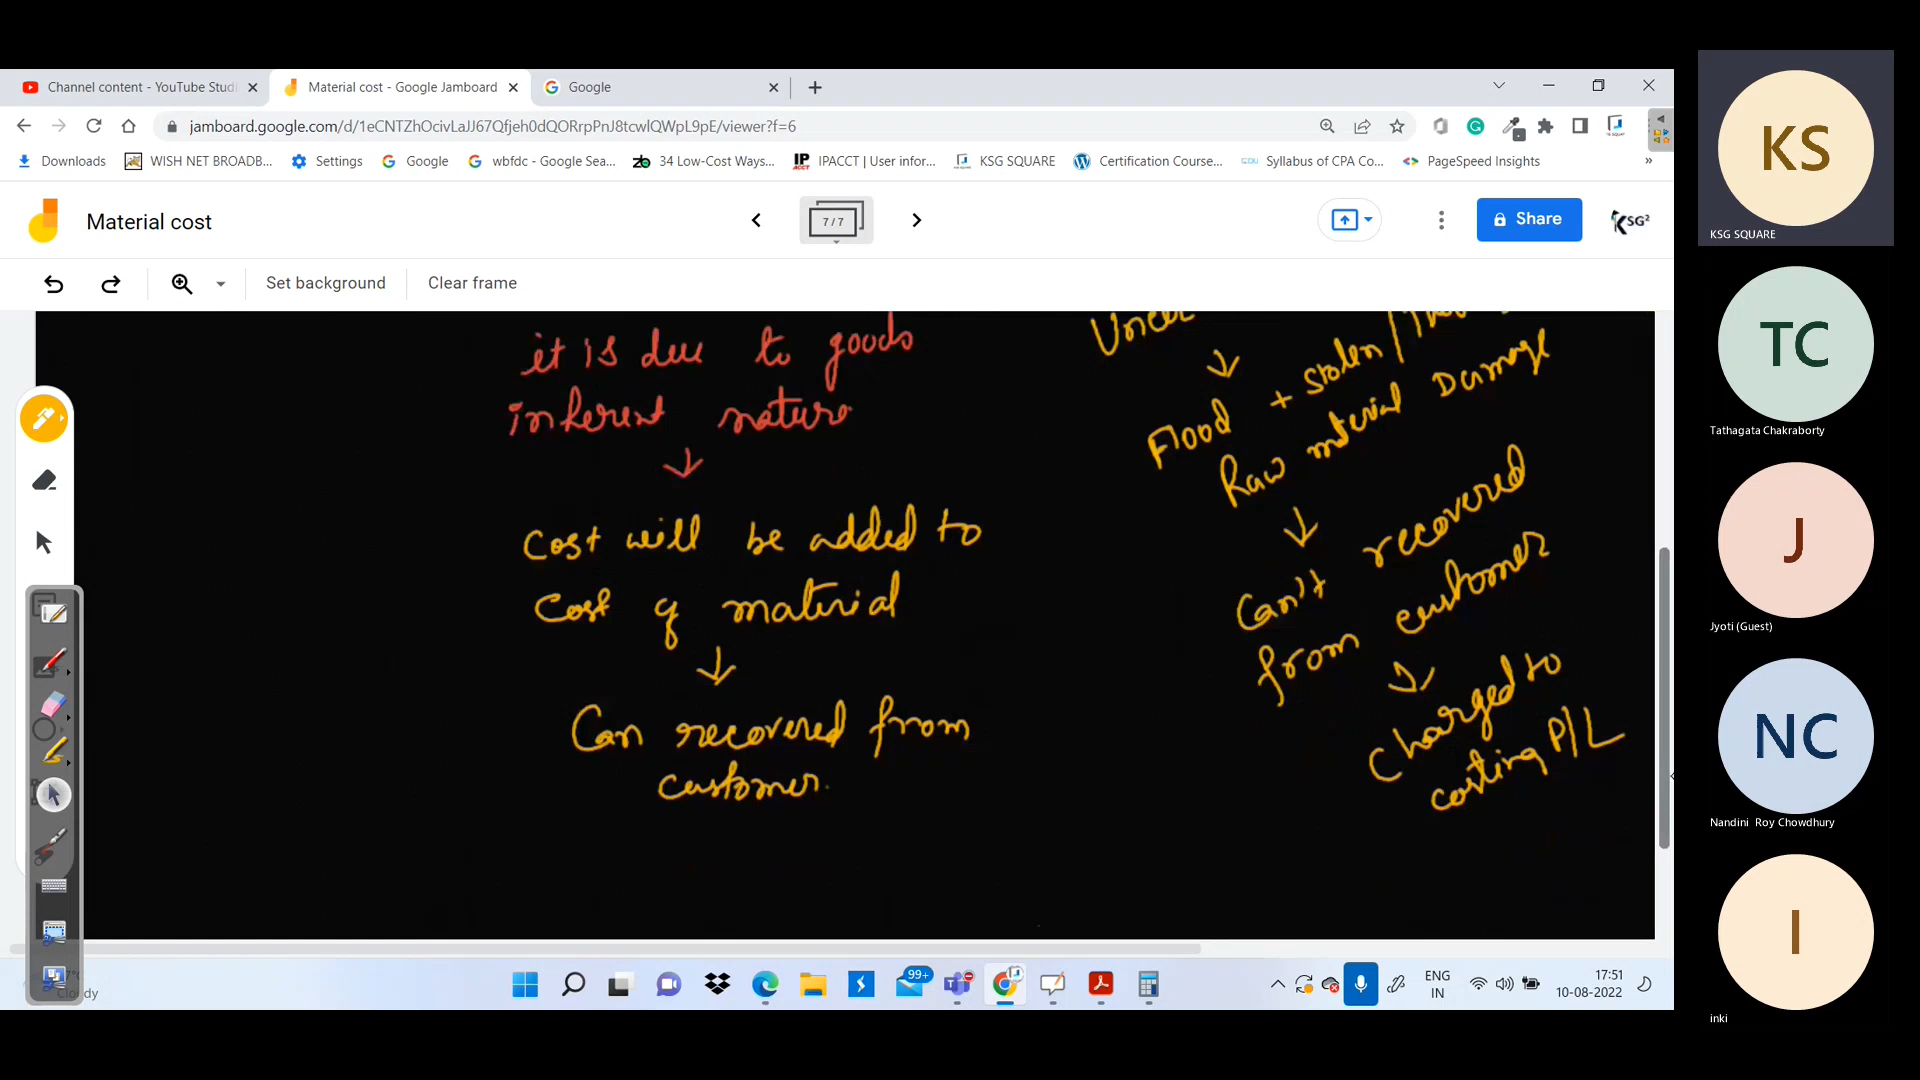 Channel content - YouTube Studi
Material cost - Google Jamboard
Google
jamboard.google.com/d/1eCNTZhOcivLaJJ67Qfjeh0dQORrpPnJ8tcwlQWpL9pE/viewer?f=6
Downloads
WISH NET BROADB...
Settings
Google
wbfdc - Google Sea...
34 Low-Cost Ways...
IPACCT | User infor...
KSG SQUARE
Certification Course...
Syllabus of CPA Co...
PageSpeed Insights
»
Material cost
7 / 7
Share
KSG²
Set background
Clear frame
it is due to goods
inherent nature
cost will be added to
cost of material
Can recovered from
customer.
Flood + Stolen/
Raw material Damage
Can't recovered
from customer
Charged to
costing P/L
KS
KSG SQUARE
TC
Tathagata Chakraborty
J
Jyoti (Guest)
NC
Nandini Roy Chowdhury
I
inki
Cloudy
99+
ENG
IN
17:51
10-08-2022